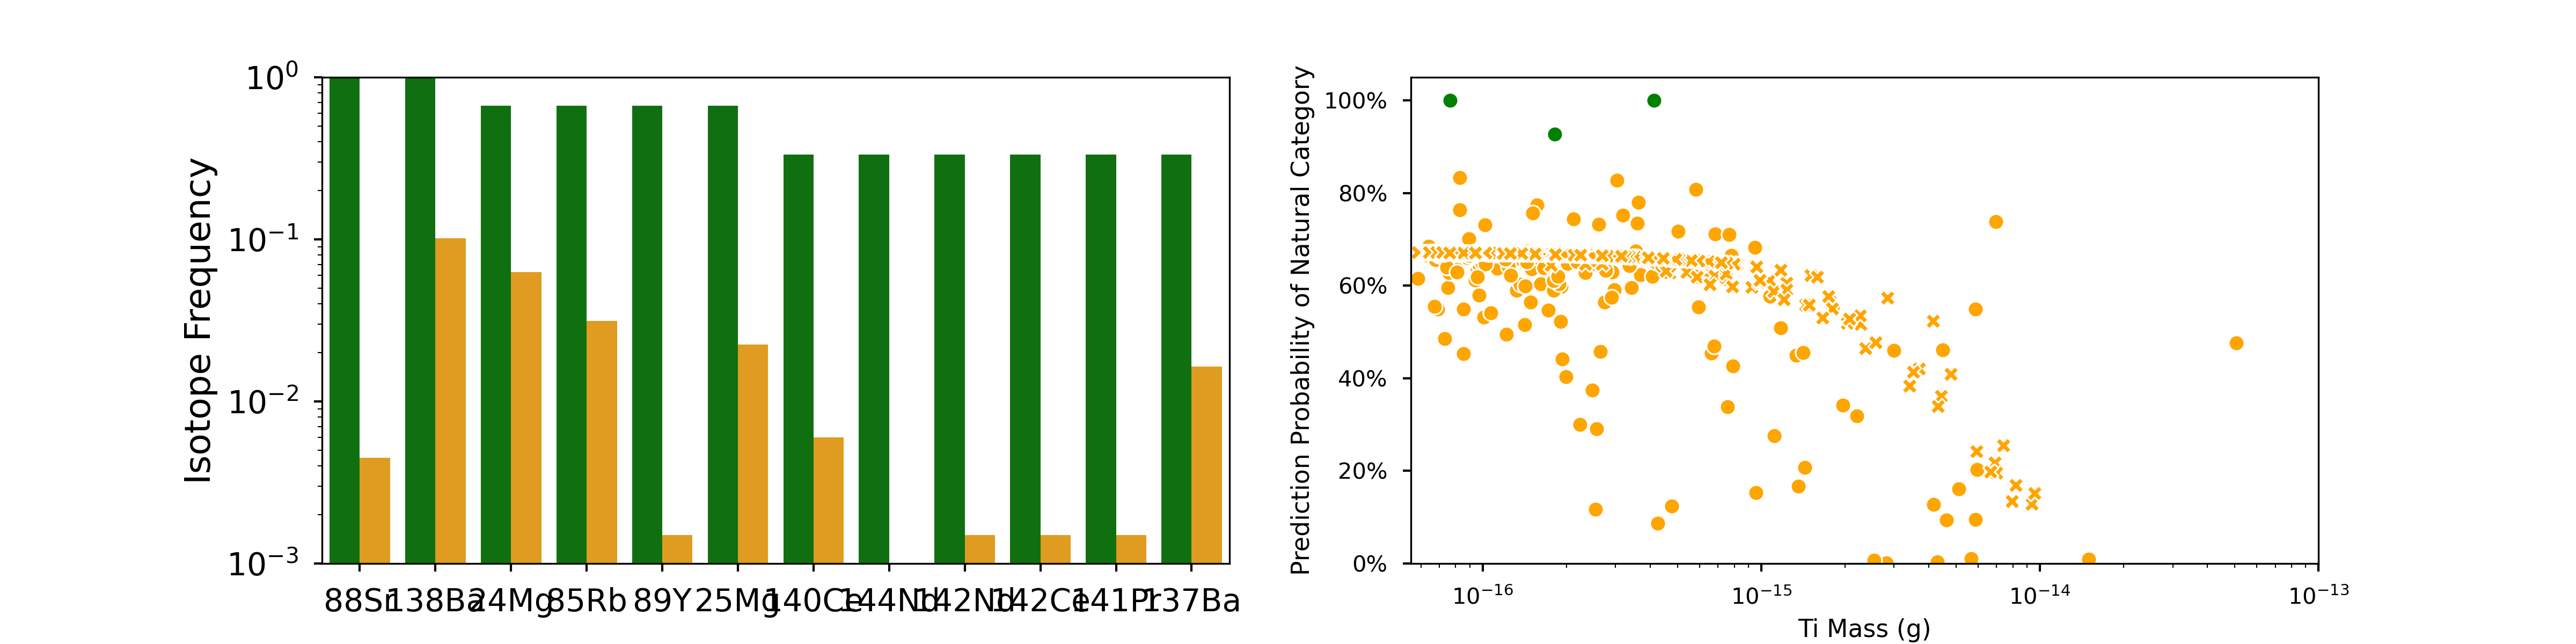 Isotope Frequency
10⁰
10⁻¹
10⁻²
10⁻³
88Sr 138Ba 24Mg 85Rb 89Y 25Mg 140Ce 144Nd 142Nd 142Ce 141Pr 137Ba
Prediction Probability of Natural Category
100%
80%
60%
40%
20%
0%
10⁻¹⁶ 10⁻¹⁵ 10⁻¹⁴ 10⁻¹³
Ti Mass (g)